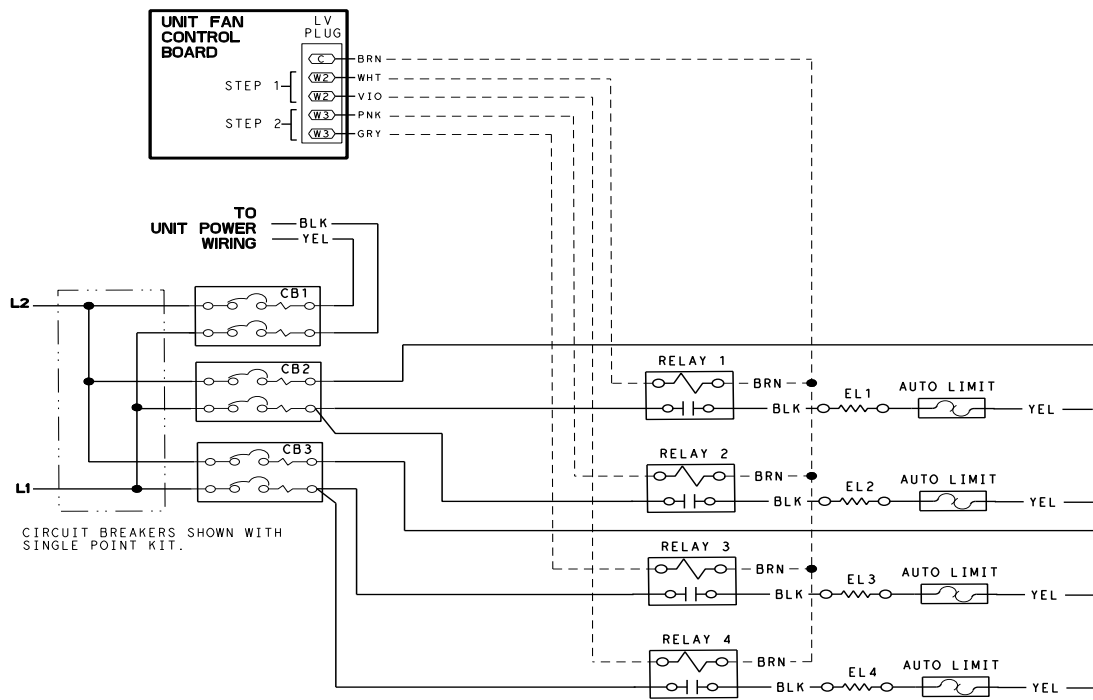 UNIT FAN
CONTROL
BOARD
LV
PLUG
C
BRN
STEP 1
W2
WHT
W2
VIO
STEP 2
W3
PNK
W3
GRY
TO
UNIT POWER
WIRING
BLK
YEL
L2
CB1
CB2
CB3
L1
CIRCUIT BREAKERS SHOWN WITH
SINGLE POINT KIT.
RELAY 1
BRN
BLK
EL1
AUTO LIMIT
YEL
RELAY 2
BRN
BLK
EL2
AUTO LIMIT
YEL
RELAY 3
BRN
BLK
EL3
AUTO LIMIT
YEL
RELAY 4
BRN
BLK
EL4
AUTO LIMIT
YEL